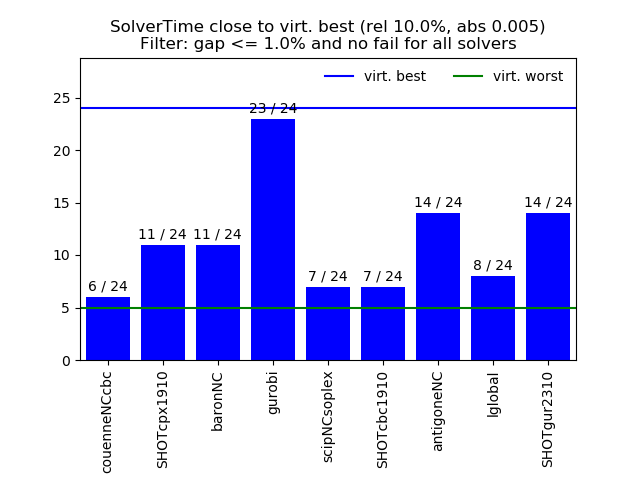 SolverTime close to virt. best (rel 10.0%, abs 0.005)
Filter: gap <= 1.0% and no fail for all solvers
virt. best
virt. worst
25
20
15
10
5
0
6 / 24
11 / 24
11 / 24
23 / 24
7 / 24
7 / 24
14 / 24
8 / 24
14 / 24
couenneNCcbc
SHOTcpx1910
baronNC
gurobi
scipNCsoplex
SHOTcbc1910
antigoneNC
lglobal
SHOTgur2310